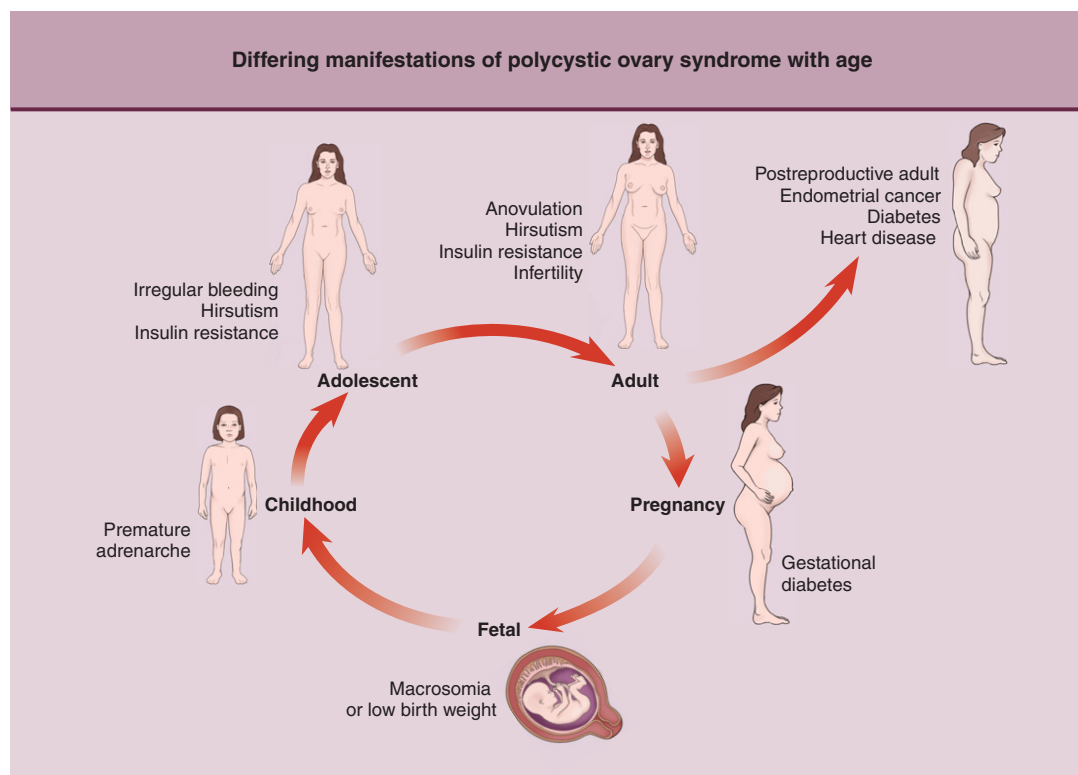 Differing manifestations of polycystic ovary syndrome with age
Postreproductive adult
Endometrial cancer
Diabetes
Heart disease
Anovulation
Hirsutism
Insulin resistance
Infertility
Irregular bleeding
Hirsutism
Insulin resistance
Adolescent
Adult
Childhood
Pregnancy
Premature
adrenarche
Gestational
diabetes
Fetal
Macrosomia
or low birth weight